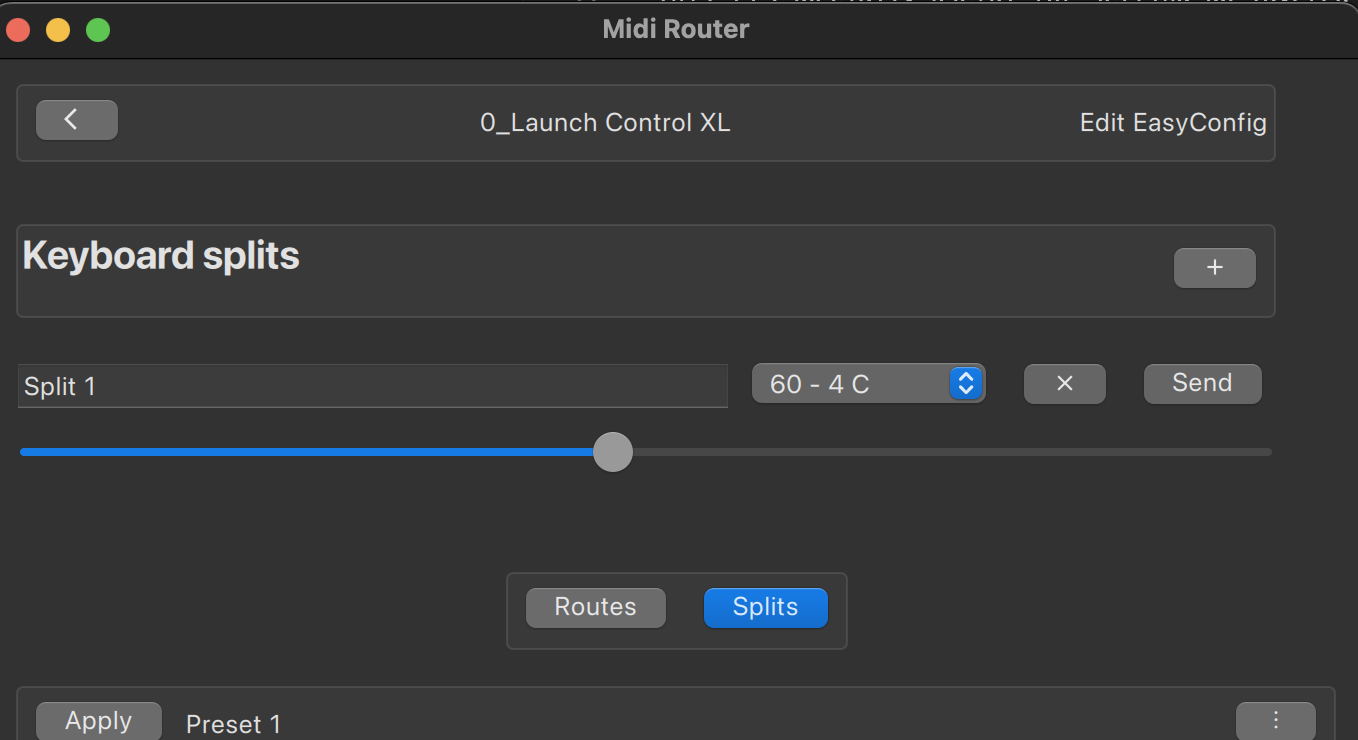 Midi Router
0_Launch Control XL Edit EasyConfig
Keyboard splits
+
Split 1 60 - 4 C × Send
Routes Splits
Apply Preset 1